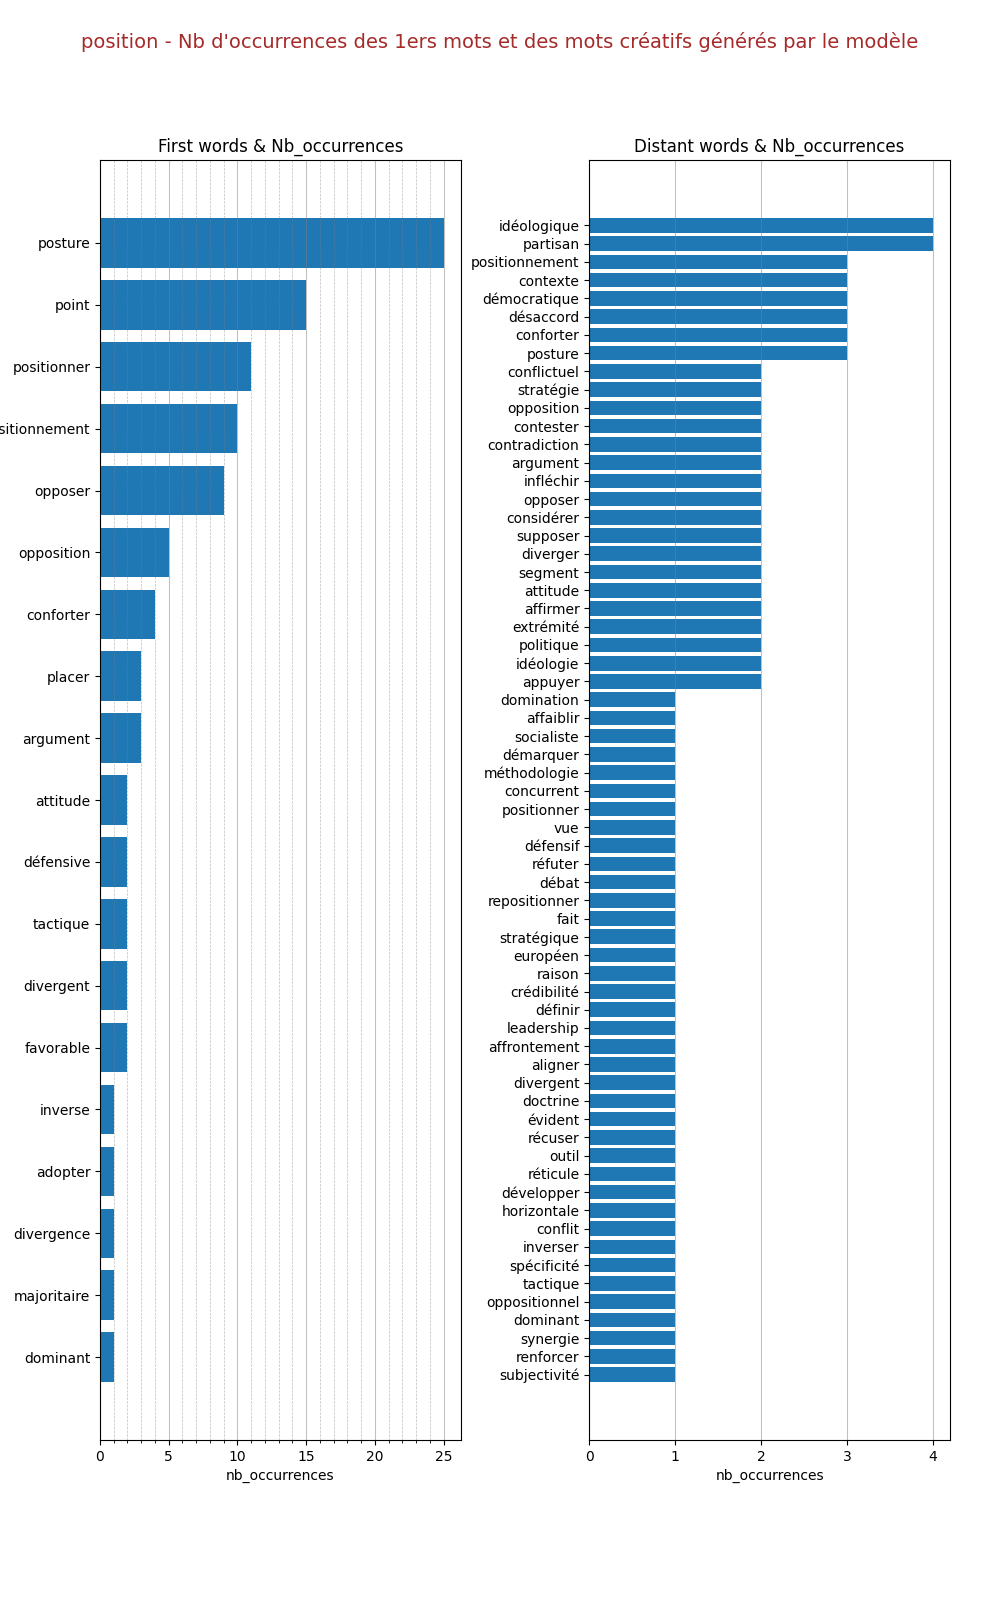 position - Nb d'occurrences des 1ers mots et des mots créatifs générés par le modèle
First words & Nb_occurrences
posture
point
positionner
sitionnement
opposer
opposition
conforter
placer
argument
attitude
défensive
tactique
divergent
favorable
inverse
adopter
divergence
majoritaire
dominant
0 5 10 15 20 25
nb_occurrences
Distant words & Nb_occurrences
idéologique
partisan
positionnement
contexte
démocratique
désaccord
conforter
posture
conflictuel
stratégie
opposition
contester
contradiction
argument
infléchir
opposer
considérer
supposer
diverger
segment
attitude
affirmer
extrémité
politique
idéologie
appuyer
domination
affaiblir
socialiste
démarquer
méthodologie
concurrent
positionner
vue
défensif
réfuter
débat
repositionner
fait
stratégique
européen
raison
crédibilité
définir
leadership
affrontement
aligner
divergent
doctrine
évident
récuser
outil
réticule
développer
horizontale
conflit
inverser
spécificité
tactique
oppositionnel
dominant
synergie
renforcer
subjectivité
0 1 2 3 4
nb_occurrences